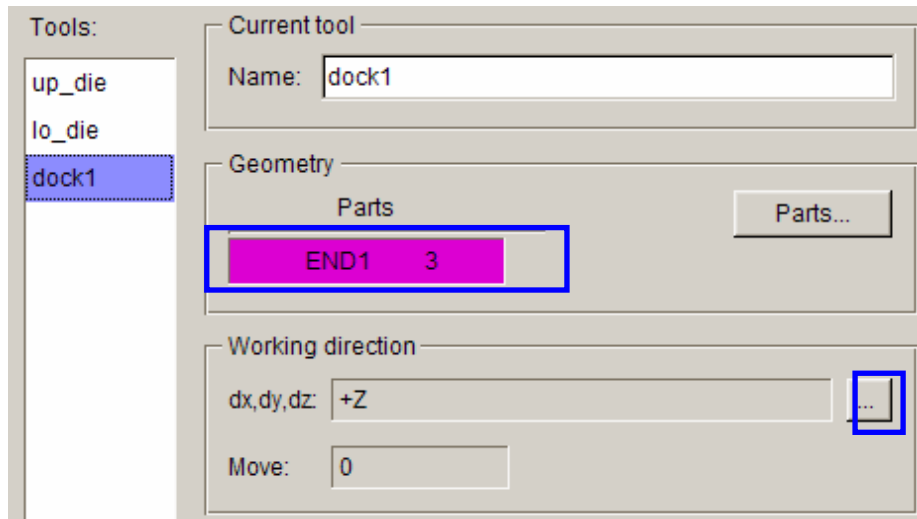 Tools:
up_die
lo_die
dock1
Current tool
Name: dock1
Geometry
Parts
Parts...
END1 3
Working direction
dx,dy,dz: +Z ...
Move: 0